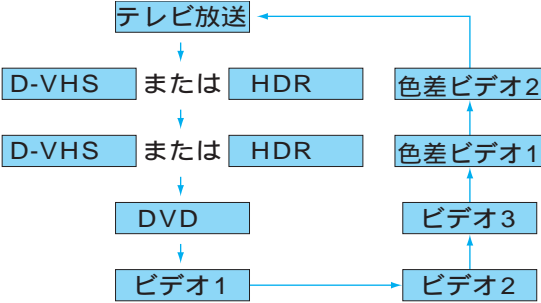 テレビ放送
D-VHS または HDR
D-VHS または HDR
DVD
ビデオ1
ビデオ2
ビデオ3
色差ビデオ1
色差ビデオ2